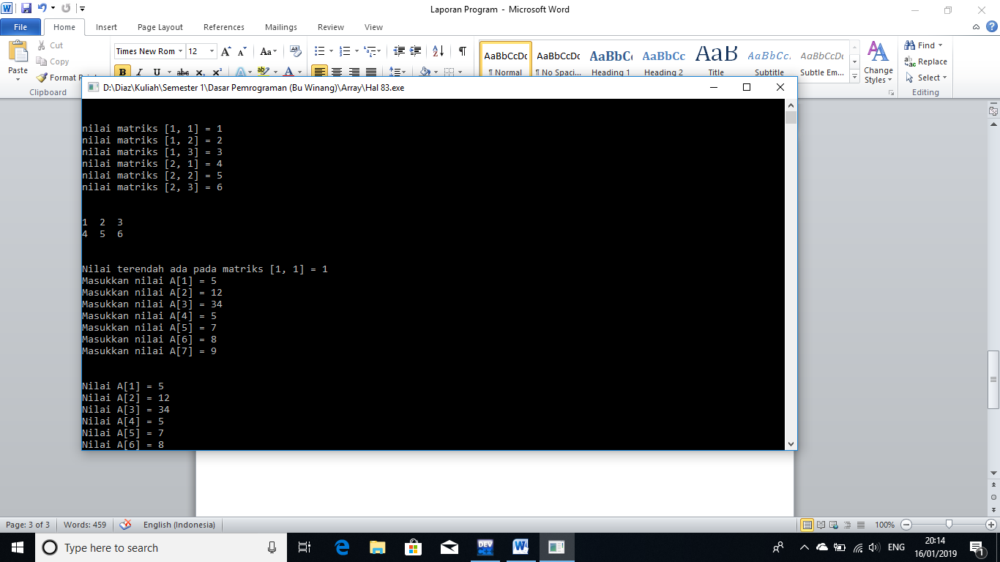 Laporan Program - Microsoft Word
File Home Insert Page Layout References Mailings Review View
Paste
Cut
Copy
Format
Clipboard
Times New Rom 12
AaBbCcDc AaBbCcDc AaBbCc AaBbCc AaB AaBbCc. AaBbCcDc
¶ Normal ¶ No Spaci... Heading 1 Heading 2 Title Subtitle Subtle Em...
Change Styles
Find
Replace
Select
Editing
D:\Diaz\Kuliah\Semester 1\Dasar Pemrograman (Bu Winang)\Array\Hal 83.exe
nilai matriks [1, 1] = 1
nilai matriks [1, 2] = 2
nilai matriks [1, 3] = 3
nilai matriks [2, 1] = 4
nilai matriks [2, 2] = 5
nilai matriks [2, 3] = 6
1 2 3
4 5 6
Nilai terendah ada pada matriks [1, 1] = 1
Masukkan nilai A[1] = 5
Masukkan nilai A[2] = 12
Masukkan nilai A[3] = 34
Masukkan nilai A[4] = 5
Masukkan nilai A[5] = 7
Masukkan nilai A[6] = 8
Masukkan nilai A[7] = 9
Nilai A[1] = 5
Nilai A[2] = 12
Nilai A[3] = 34
Nilai A[4] = 5
Nilai A[5] = 7
Nilai A[6] = 8
Page: 3 of 3 Words: 459 English (Indonesia) 100%
Type here to search
ENG
20:14
16/01/2019